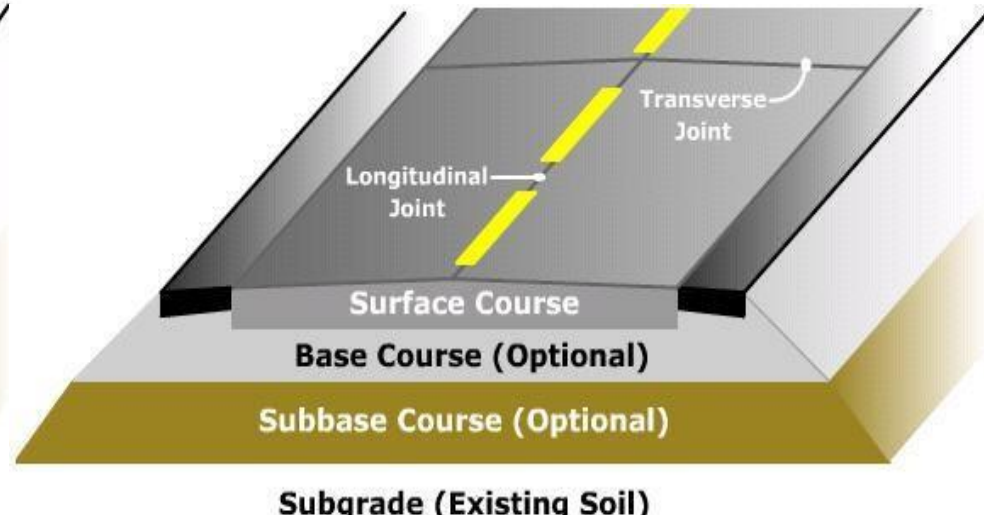 Transverse
Joint
Longitudinal
Joint
Surface Course
Base Course (Optional)
Subbase Course (Optional)
Subgrade (Existing Soil)